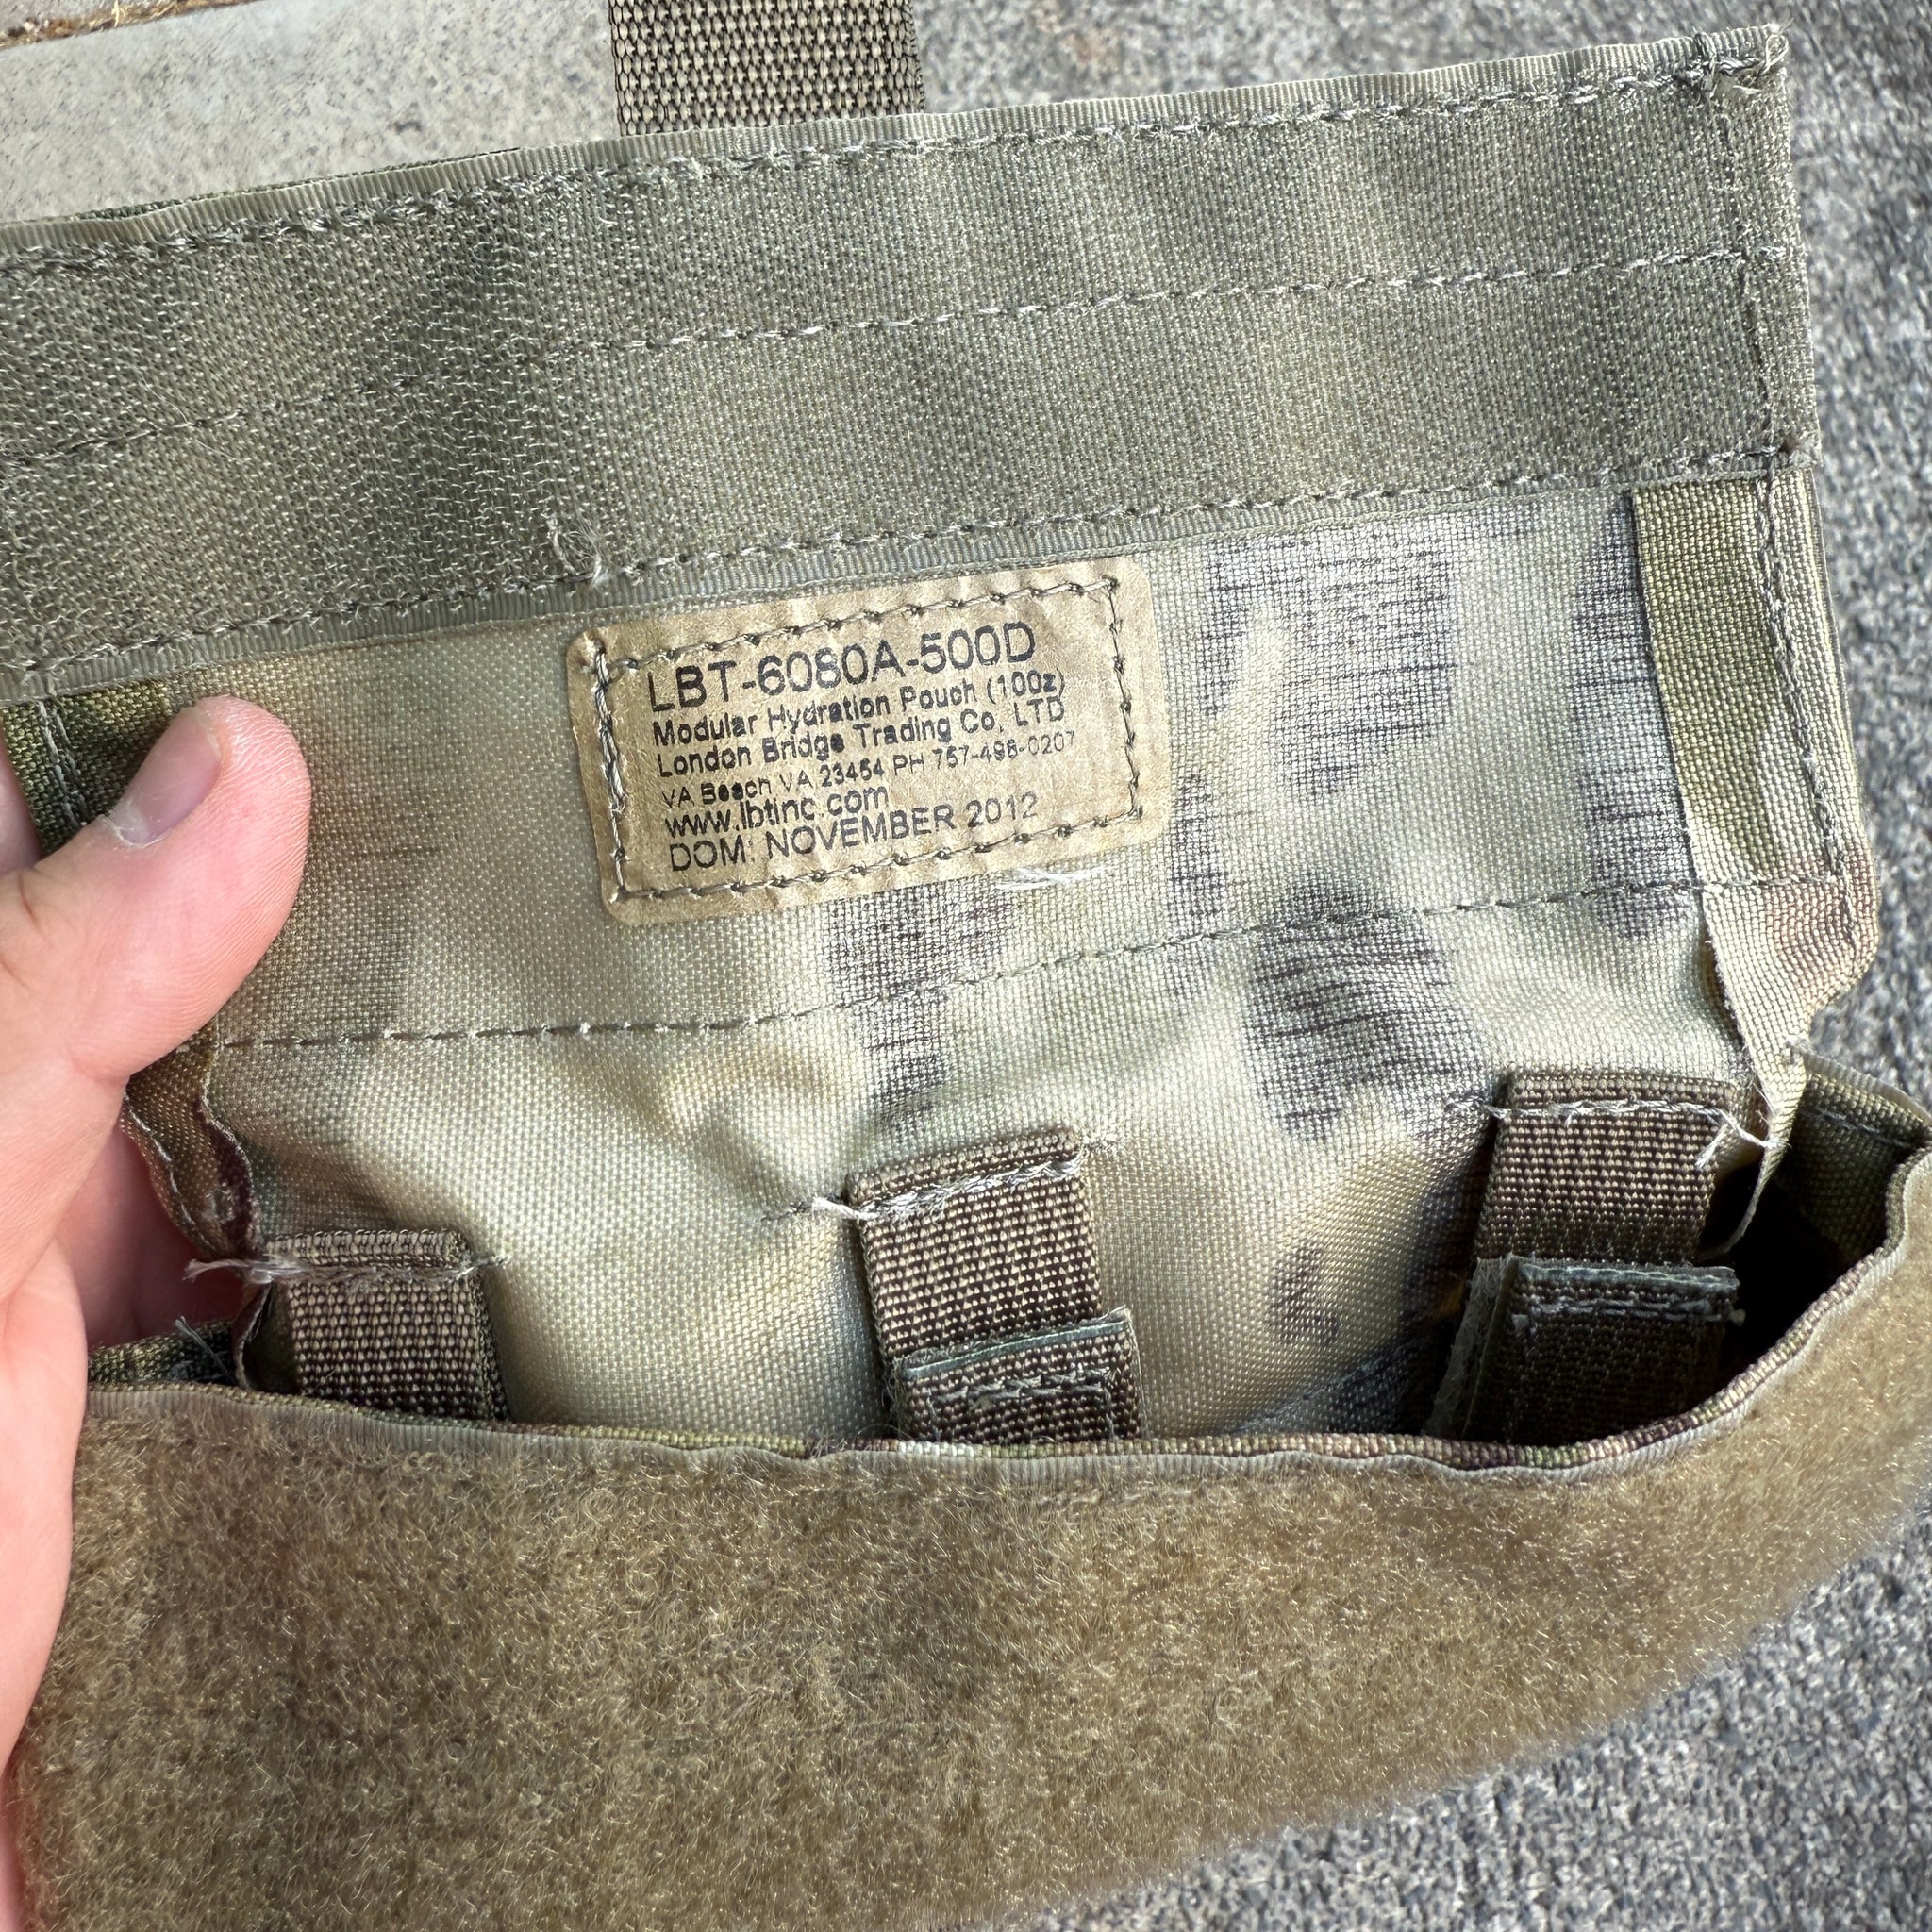 LBT-6080A-500D
Modular Hydration Pouch (100z)
London Bridge Trading Co, LTD
VA Beach VA 23454 PH 757-498-0207
www.lbtinc.com
DOM: NOVEMBER 2012